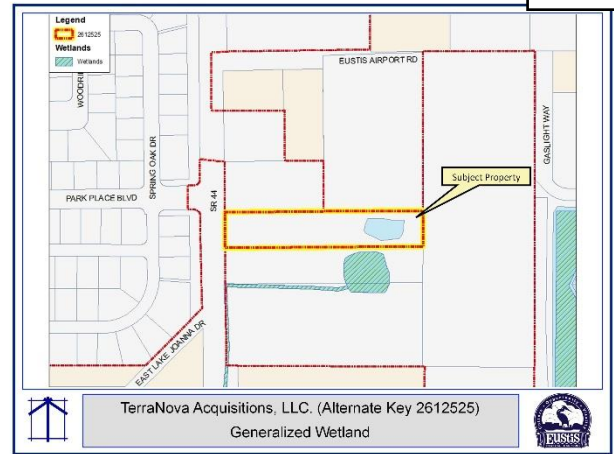 Legend
2612525
Wetlands
Wetlands
EUSTIS AIRPORT RD
SPRING OAK DR
GASLIGHT WAY
Subject Property
PARK PLACE BLVD
SR 44
EAST LAKE JOANNA DR
TerraNova Acquisitions, LLC. (Alternate Key 2612525)
Generalized Wetland
EUSTIS